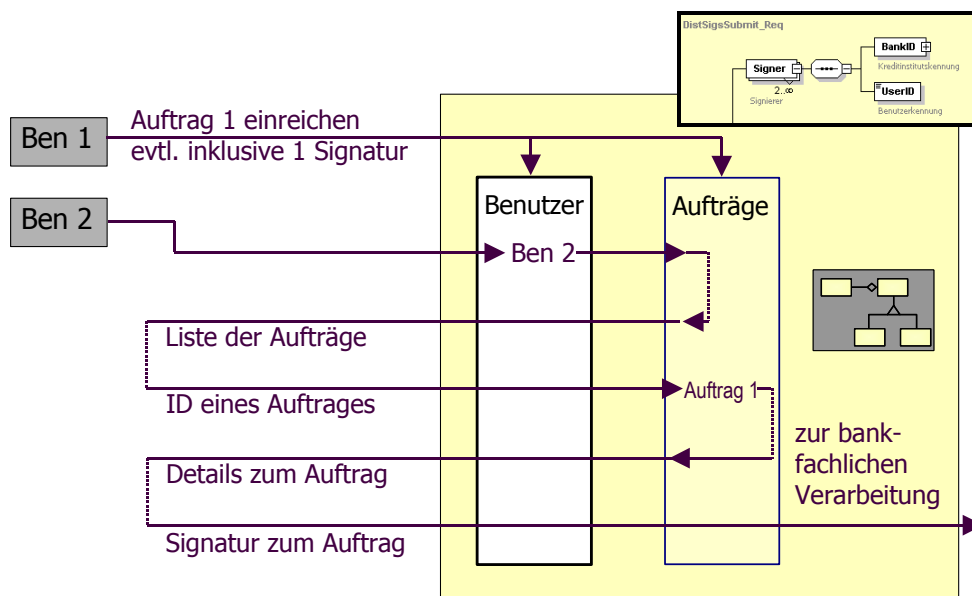 DistSigsSubmit_Req
BankID
Kreditinstitutskennung
Signer
2..∞
Signierer
UserID
Benutzerkennung
Ben 1
Auftrag 1 einreichen
evtl. inklusive 1 Signatur
Ben 2
Benutzer
Aufträge
Ben 2
Liste der Aufträge
Auftrag 1
ID eines Auftrages
zur bank-
fachlichen
Verarbeitung
Details zum Auftrag
Signatur zum Auftrag